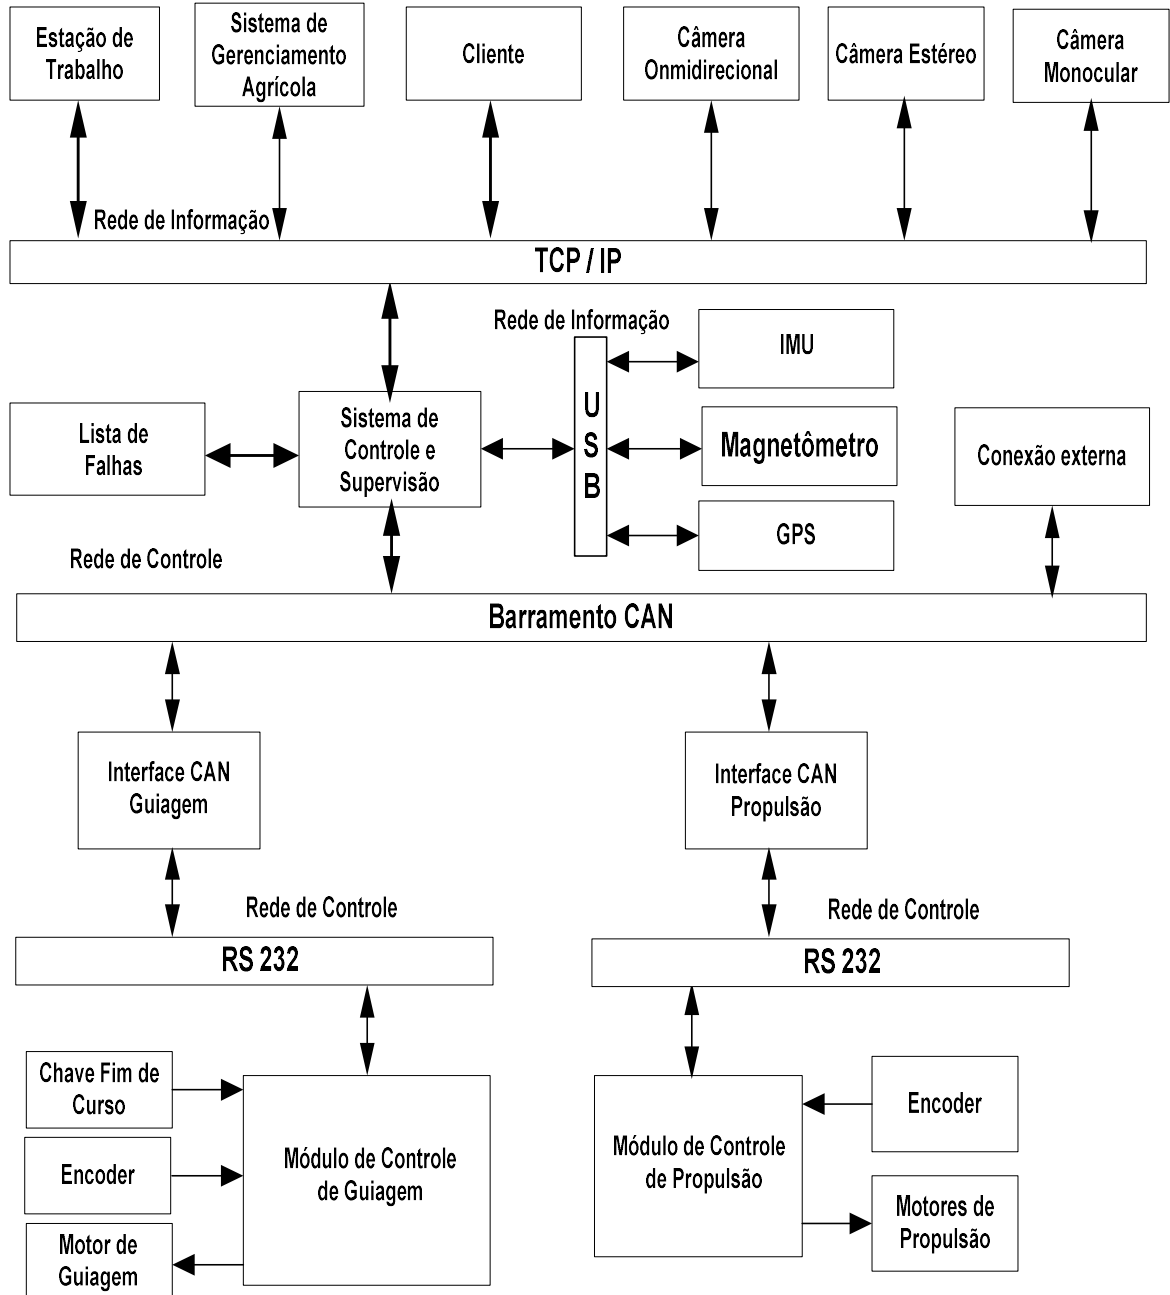 Estação de
Trabalho
Sistema de
Gerenciamento
Agrícola
Cliente
Câmera
Onmidirecional
Câmera Estéreo
Câmera
Monocular
Rede de Informação
TCP / IP
Rede de Informação
IMU
Lista de
Falhas
Sistema de
Controle e
Supervisão
U
S
B
Magnetômetro
Conexão externa
GPS
Rede de Controle
Barramento CAN
Interface CAN
Guiagem
Interface CAN
Propulsão
Rede de Controle
Rede de Controle
RS 232
RS 232
Chave Fim de
Curso
Encoder
Motor de
Guiagem
Módulo de Controle
de Guiagem
Módulo de Controle
de Propulsão
Encoder
Motores de
Propulsão